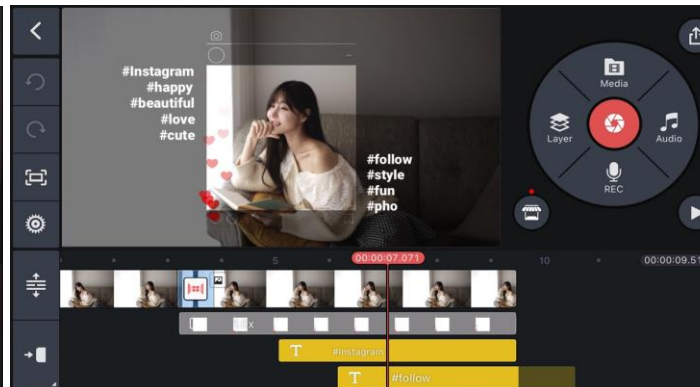 #Instagram
#happy
#beautiful
#love
#cute
#follow
#style
#fun
#pho
Media
Layer
Audio
REC
5
00:00:07.071
10
00:00:09.51
T
#Instagram
T
#follow